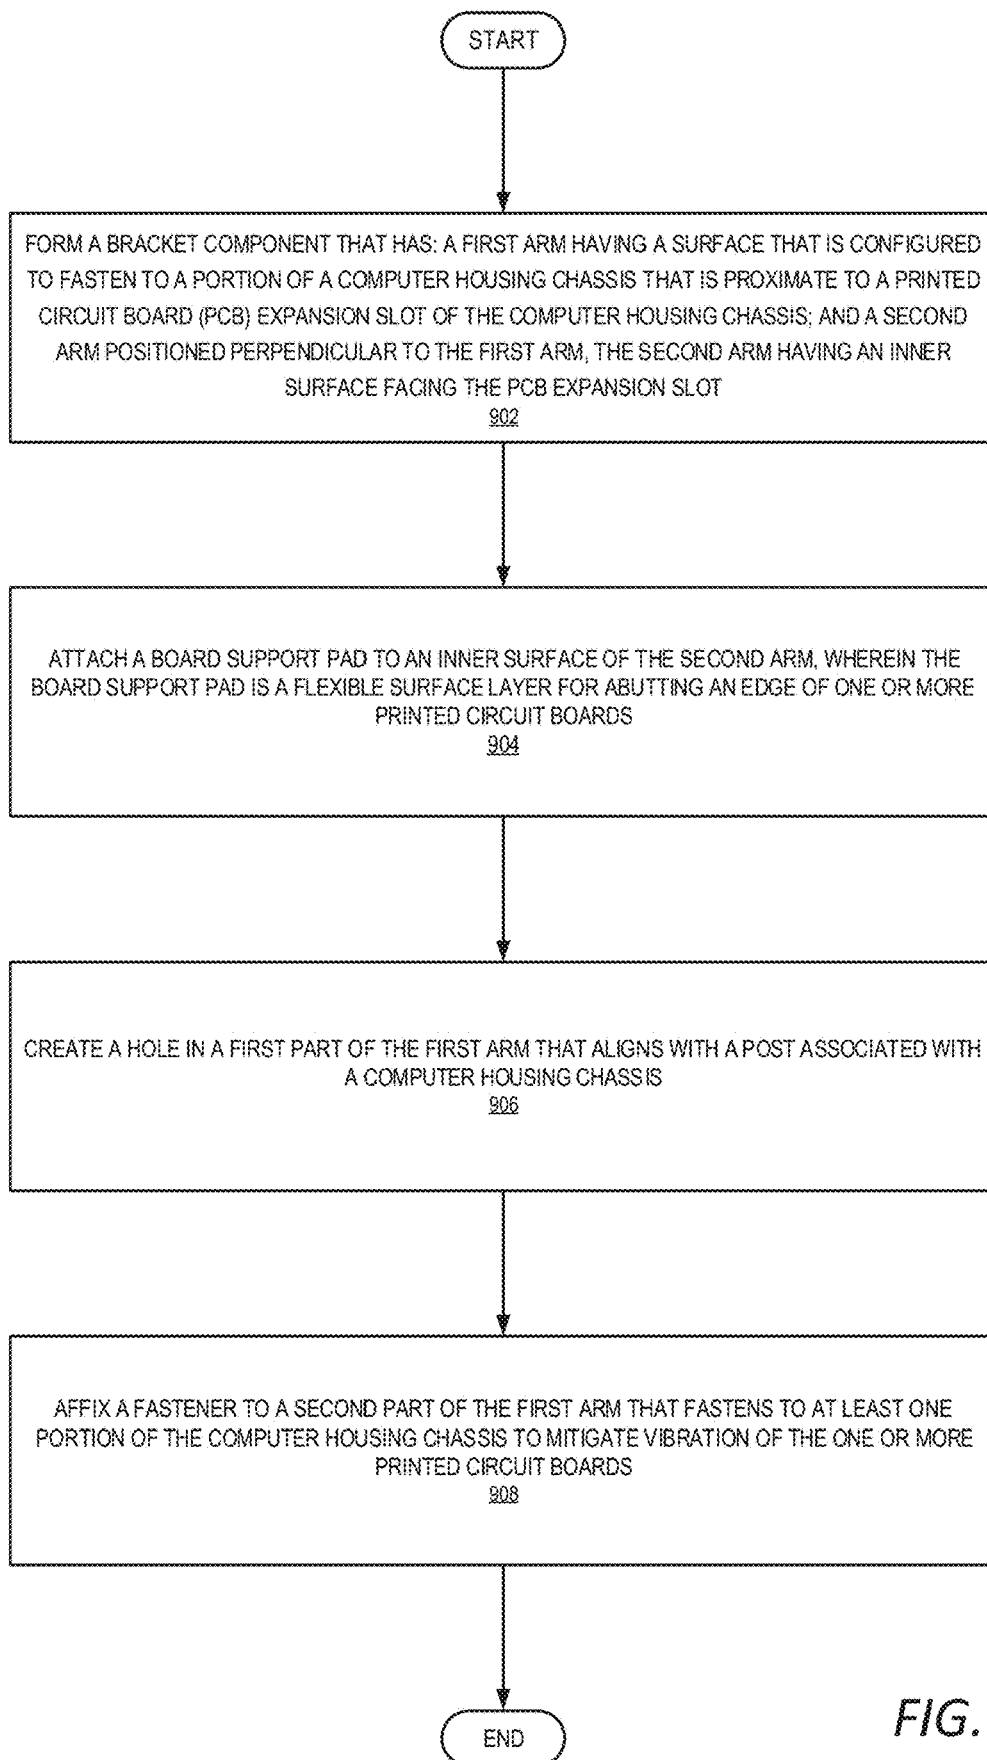 START
FORM A BRACKET COMPONENT THAT HAS: A FIRST ARM HAVING A SURFACE THAT IS CONFIGURED
TO FASTEN TO A PORTION OF A COMPUTER HOUSING CHASSIS THAT IS PROXIMATE TO A PRINTED
CIRCUIT BOARD (PCB) EXPANSION SLOT OF THE COMPUTER HOUSING CHASSIS; AND A SECOND
ARM POSITIONED PERPENDICULAR TO THE FIRST ARM, THE SECOND ARM HAVING AN INNER
SURFACE FACING THE PCB EXPANSION SLOT
902
ATTACH A BOARD SUPPORT PAD TO AN INNER SURFACE OF THE SECOND ARM, WHEREIN THE
BOARD SUPPORT PAD IS A FLEXIBLE SURFACE LAYER FOR ABUTTING AN EDGE OF ONE OR MORE
PRINTED CIRCUIT BOARDS
904
CREATE A HOLE IN A FIRST PART OF THE FIRST ARM THAT ALIGNS WITH A POST ASSOCIATED WITH
A COMPUTER HOUSING CHASSIS
906
AFFIX A FASTENER TO A SECOND PART OF THE FIRST ARM THAT FASTENS TO AT LEAST ONE
PORTION OF THE COMPUTER HOUSING CHASSIS TO MITIGATE VIBRATION OF THE ONE OR MORE
PRINTED CIRCUIT BOARDS
908
END
FIG.